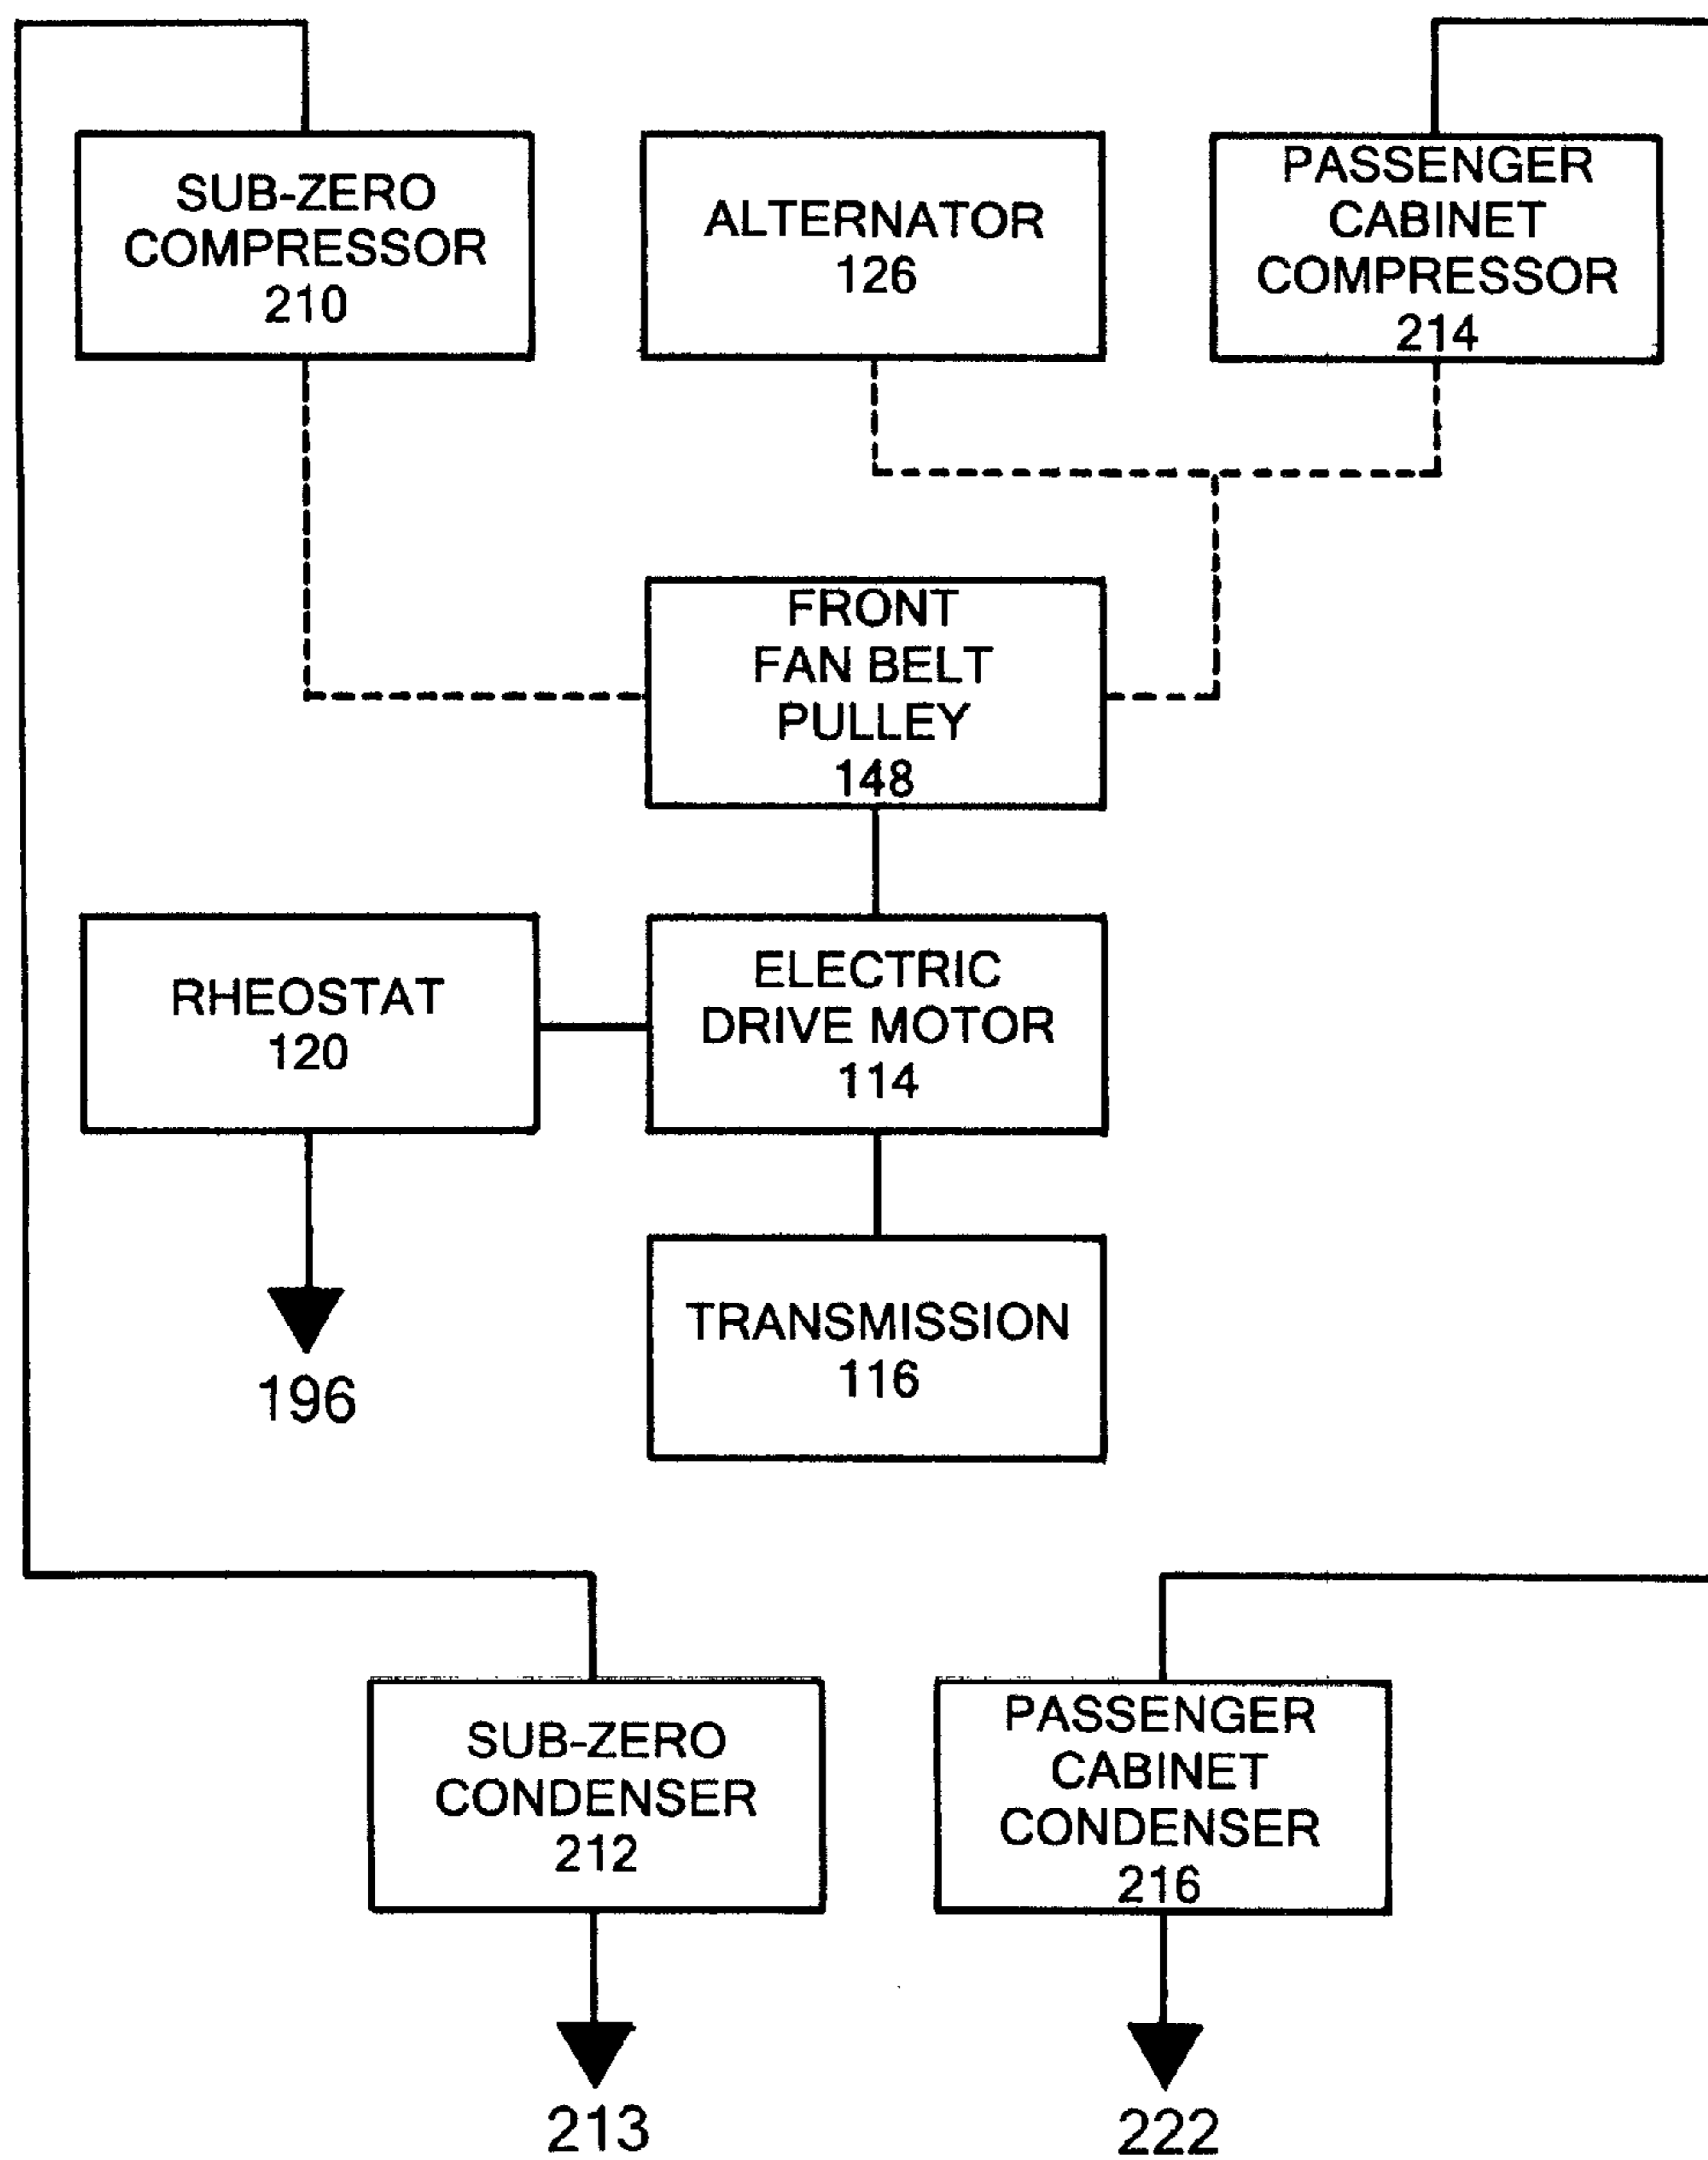 SUB-ZERO
COMPRESSOR
210
ALTERNATOR
126
PASSENGER
CABINET
COMPRESSOR
214
FRONT
FAN BELT
PULLEY
148
RHEOSTAT
120
ELECTRIC
DRIVE MOTOR
114
196
TRANSMISSION
116
SUB-ZERO
CONDENSER
212
PASSENGER
CABINET
CONDENSER
216
213
222